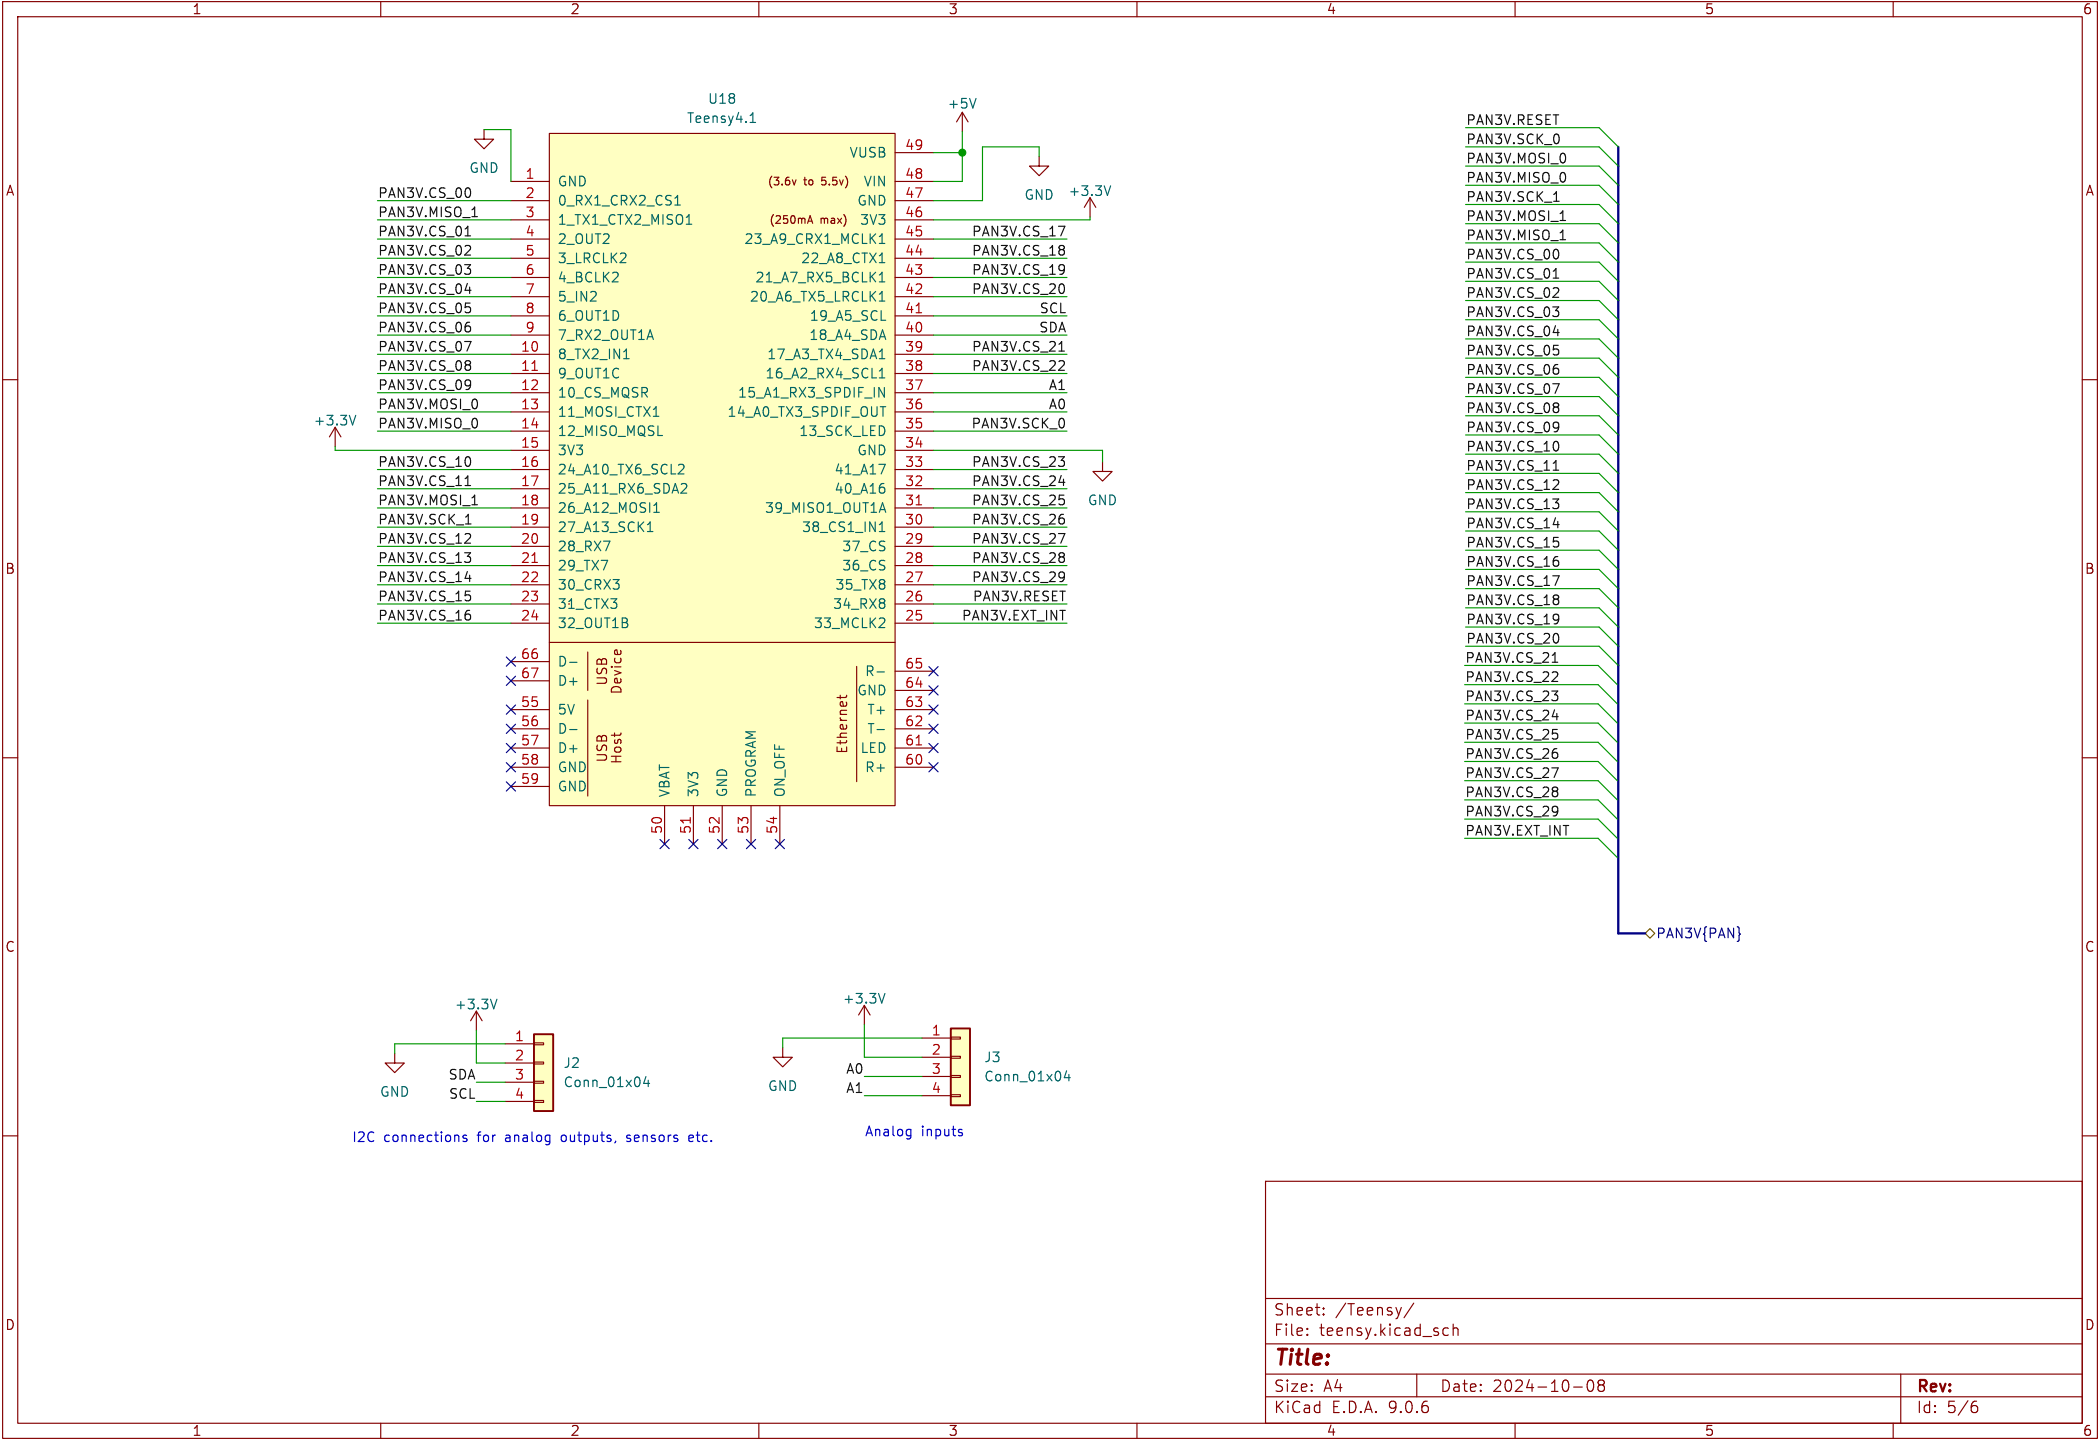 1 2 3 4 5 6
A
B
C
D
A
B
C
D
U18
Teensy4.1
GND
+5V
GND
+3.3V
+3.3V
GND
VUSB 49
(3.6v to 5.5v) VIN 48
GND 47
(250mA max) 3V3 46
23_A9_CRX1_MCLK1 45 PAN3V.CS_17
22_A8_CTX1 44 PAN3V.CS_18
21_A7_RX5_BCLK1 43 PAN3V.CS_19
20_A6_TX5_LRCLK1 42 PAN3V.CS_20
19_A5_SCL 41 SCL
18_A4_SDA 40 SDA
17_A3_TX4_SDA1 39 PAN3V.CS_21
16_A2_RX4_SCL1 38 PAN3V.CS_22
15_A1_RX3_SPDIF_IN 37 A1
14_A0_TX3_SPDIF_OUT 36 A0
13_SCK_LED 35 PAN3V.SCK_0
GND 34
41_A17 33 PAN3V.CS_23
40_A16 32 PAN3V.CS_24
39_MISO1_OUT1A 31 PAN3V.CS_25
38_CS1_IN1 30 PAN3V.CS_26
37_CS 29 PAN3V.CS_27
36_CS 28 PAN3V.CS_28
35_TX8 27 PAN3V.CS_29
34_RX8 26 PAN3V.RESET
33_MCLK2 25 PAN3V.EXT_INT
1 GND
PAN3V.CS_00 2 0_RX1_CRX2_CS1
PAN3V.MISO_1 3 1_TX1_CTX2_MISO1
PAN3V.CS_01 4 2_OUT2
PAN3V.CS_02 5 3_LRCLK2
PAN3V.CS_03 6 4_BCLK2
PAN3V.CS_04 7 5_IN2
PAN3V.CS_05 8 6_OUT1D
PAN3V.CS_06 9 7_RX2_OUT1A
PAN3V.CS_07 10 8_TX2_IN1
PAN3V.CS_08 11 9_OUT1C
PAN3V.CS_09 12 10_CS_MQSR
PAN3V.MOSI_0 13 11_MOSI_CTX1
PAN3V.MISO_0 14 12_MISO_MQSL
15 3V3
PAN3V.CS_10 16 24_A10_TX6_SCL2
PAN3V.CS_11 17 25_A11_RX6_SDA2
PAN3V.MOSI_1 18 26_A12_MOSI1
PAN3V.SCK_1 19 27_A13_SCK1
PAN3V.CS_12 20 28_RX7
PAN3V.CS_13 21 29_TX7
PAN3V.CS_14 22 30_CRX3
PAN3V.CS_15 23 31_CTX3
PAN3V.CS_16 24 32_OUT1B
66 D-
67 D+
USB
Device
55 5V
56 D-
57 D+
58 GND
59 GND
USB
Host
R- 65
GND 64
T+ 63
T- 62
LED 61
R+ 60
Ethernet
VBAT 50
3V3 51
GND 52
PROGRAM 53
ON_OFF 54
PAN3V.RESET
PAN3V.SCK_0
PAN3V.MOSI_0
PAN3V.MISO_0
PAN3V.SCK_1
PAN3V.MOSI_1
PAN3V.MISO_1
PAN3V.CS_00
PAN3V.CS_01
PAN3V.CS_02
PAN3V.CS_03
PAN3V.CS_04
PAN3V.CS_05
PAN3V.CS_06
PAN3V.CS_07
PAN3V.CS_08
PAN3V.CS_09
PAN3V.CS_10
PAN3V.CS_11
PAN3V.CS_12
PAN3V.CS_13
PAN3V.CS_14
PAN3V.CS_15
PAN3V.CS_16
PAN3V.CS_17
PAN3V.CS_18
PAN3V.CS_19
PAN3V.CS_20
PAN3V.CS_21
PAN3V.CS_22
PAN3V.CS_23
PAN3V.CS_24
PAN3V.CS_25
PAN3V.CS_26
PAN3V.CS_27
PAN3V.CS_28
PAN3V.CS_29
PAN3V.EXT_INT
PAN3V{PAN}
+3.3V
GND
1
2
SDA 3
SCL 4
J2
Conn_01x04
I2C connections for analog outputs, sensors etc.
+3.3V
GND
1
2
A0 3
A1 4
J3
Conn_01x04
Analog inputs
Sheet: /Teensy/
File: teensy.kicad_sch
Title:
Size: A4 Date: 2024-10-08 Rev:
KiCad E.D.A. 9.0.6 Id: 5/6
1 2 3 4 5 6